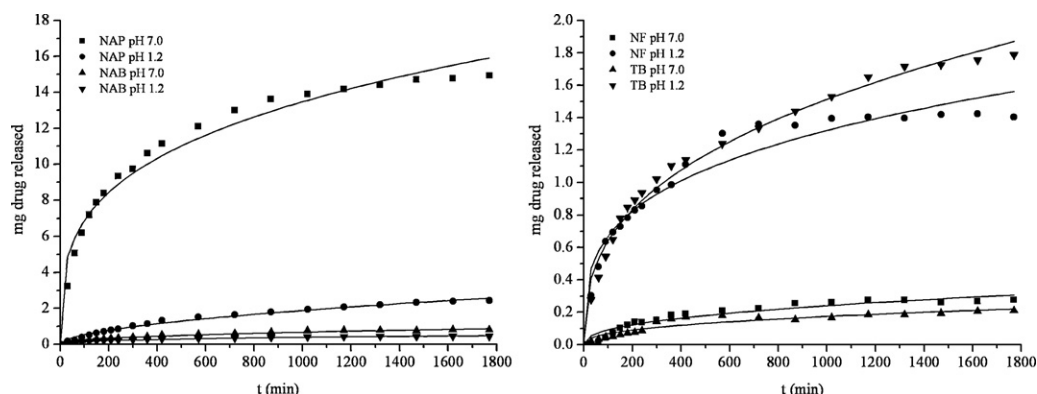 18
16
14
12
10
8
6
4
2
0
mg drug released
NAP pH 7.0
NAP pH 1.2
NAB pH 7.0
NAB pH 1.2
0 200 400 600 800 1000 1200 1400 1600 1800
t (min)
2.0
1.8
1.6
1.4
1.2
1.0
0.8
0.6
0.4
0.2
0.0
mg drug released
NF pH 7.0
NF pH 1.2
TB pH 7.0
TB pH 1.2
0 200 400 600 800 1000 1200 1400 1600 1800
t (min)